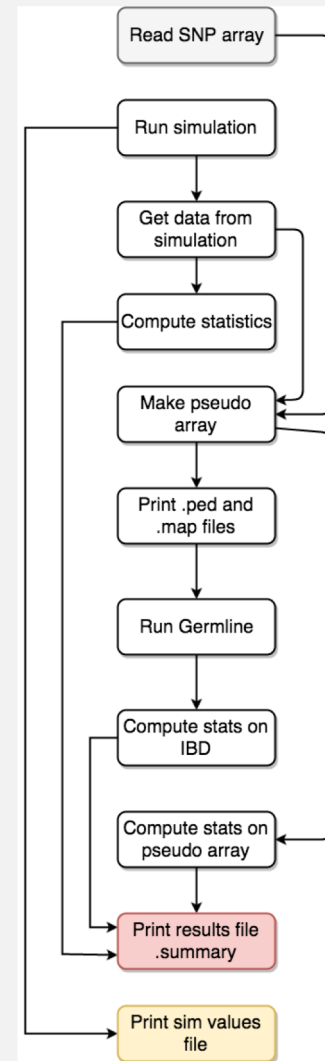 Read SNP array
Run simulation
Get data from
simulation
Compute statistics
Make pseudo
array
Print .ped and
.map files
Run Germline
Compute stats on
IBD
Compute stats on
pseudo array
Print results file
.summary
Print sim values
file